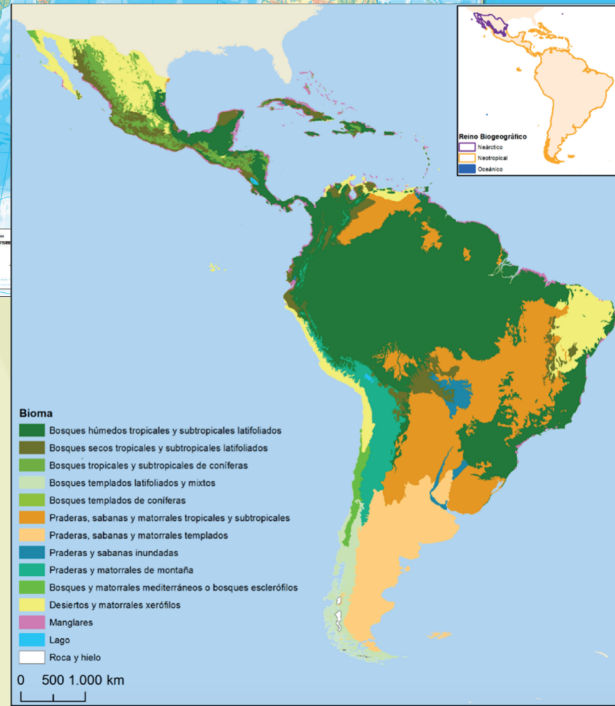 Reino Biogeográfico
Neártico
Neotropical
Oceánico
Bioma
Bosques húmedos tropicales y subtropicales latifoliados
Bosques secos tropicales y subtropicales latifoliados
Bosques tropicales y subtropicales de coníferas
Bosques templados latifoliados y mixtos
Bosques templados de coníferas
Praderas, sabanas y matorrales tropicales y subtropicales
Praderas, sabanas y matorrales templados
Praderas y sabanas inundadas
Praderas y matorrales de montaña
Bosques y matorrales mediterráneos o bosques esclerófilos
Desiertos y matorrales xerófilos
Manglares
Lago
Roca y hielo
0 500 1.000 km